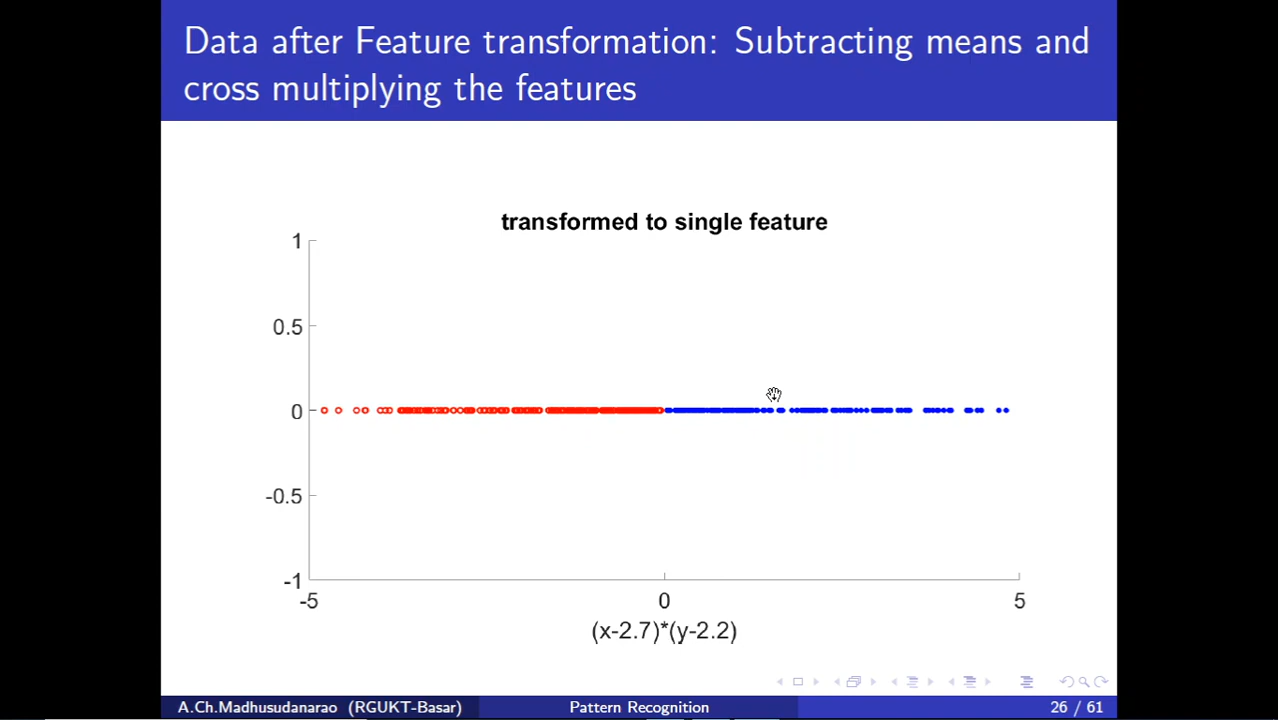 Data after Feature transformation: Subtracting means and
cross multiplying the features
transformed to single feature
1
0.5
0
-0.5
-1
-5 0 5
(x-2.7)*(y-2.2)
A.Ch.Madhusudanarao (RGUKT-Basar) Pattern Recognition 26 / 61